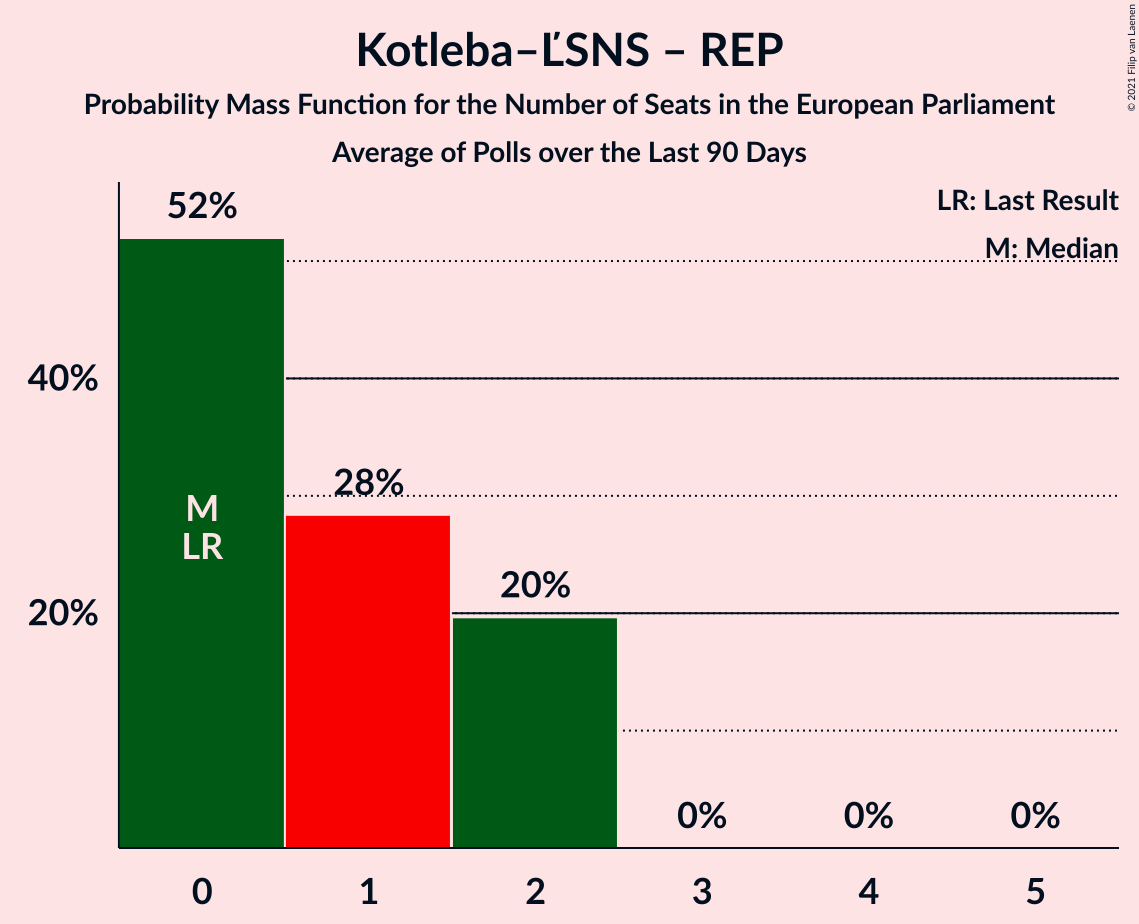 Kotleba–ĽSNS – REP
Probability Mass Function for the Number of Seats in the European Parliament
Average of Polls over the Last 90 Days
© 2021 Filip van Laenen
LR: Last Result
M: Median
52%
40%
28%
M
LR
20%
20%
0%
0%
0%
0
1
2
3
4
5